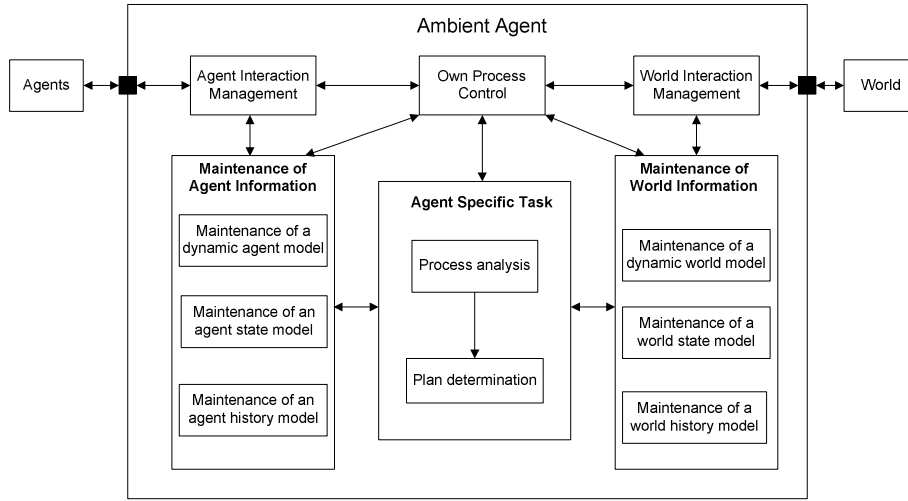 Ambient Agent
Agents
Agent Interaction
Management
Own Process
Control
World Interaction
Management
World
Maintenance of
Agent Information
Maintenance of a
dynamic agent model
Maintenance of an
agent state model
Maintenance of an
agent history model
Agent Specific Task
Process analysis
Plan determination
Maintenance of
World Information
Maintenance of a
dynamic world model
Maintenance of a
world state model
Maintenance of a
world history model